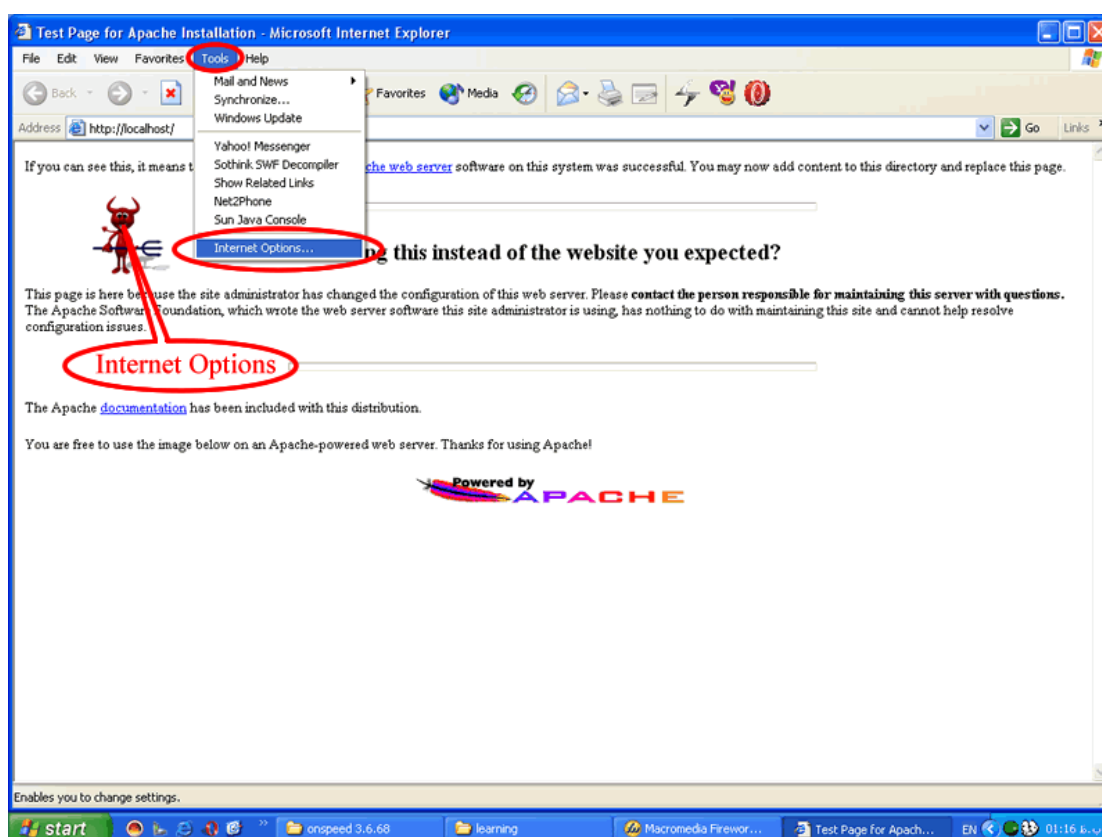 Test Page for Apache Installation - Microsoft Internet Explorer
File Edit View Favorites Tools Help
Back
Favorites Media
Address http://localhost/ Go Links
Mail and News
Synchronize...
Windows Update
Yahoo! Messenger
Sothink SWF Decompiler
Show Related Links
Net2Phone
Sun Java Console
Internet Options...
If you can see this, it means che web server software on this system was successful. You may now add content to this directory and replace this page.
ng this instead of the website you expected?
This page is here because the site administrator has changed the configuration of this web server. Please contact the person responsible for maintaining this server with questions.
The Apache Software Foundation, which wrote the web server software this site administrator is using, has nothing to do with maintaining this site and cannot help resolve
configuration issues.
Internet Options
The Apache documentation has been included with this distribution.
You are free to use the image below on an Apache-powered web server. Thanks for using Apache!
Powered by
APACHE
Enables you to change settings.
start onspeed 3.6.68 learning Macromedia Firewor... Test Page for Apach... EN 01:16